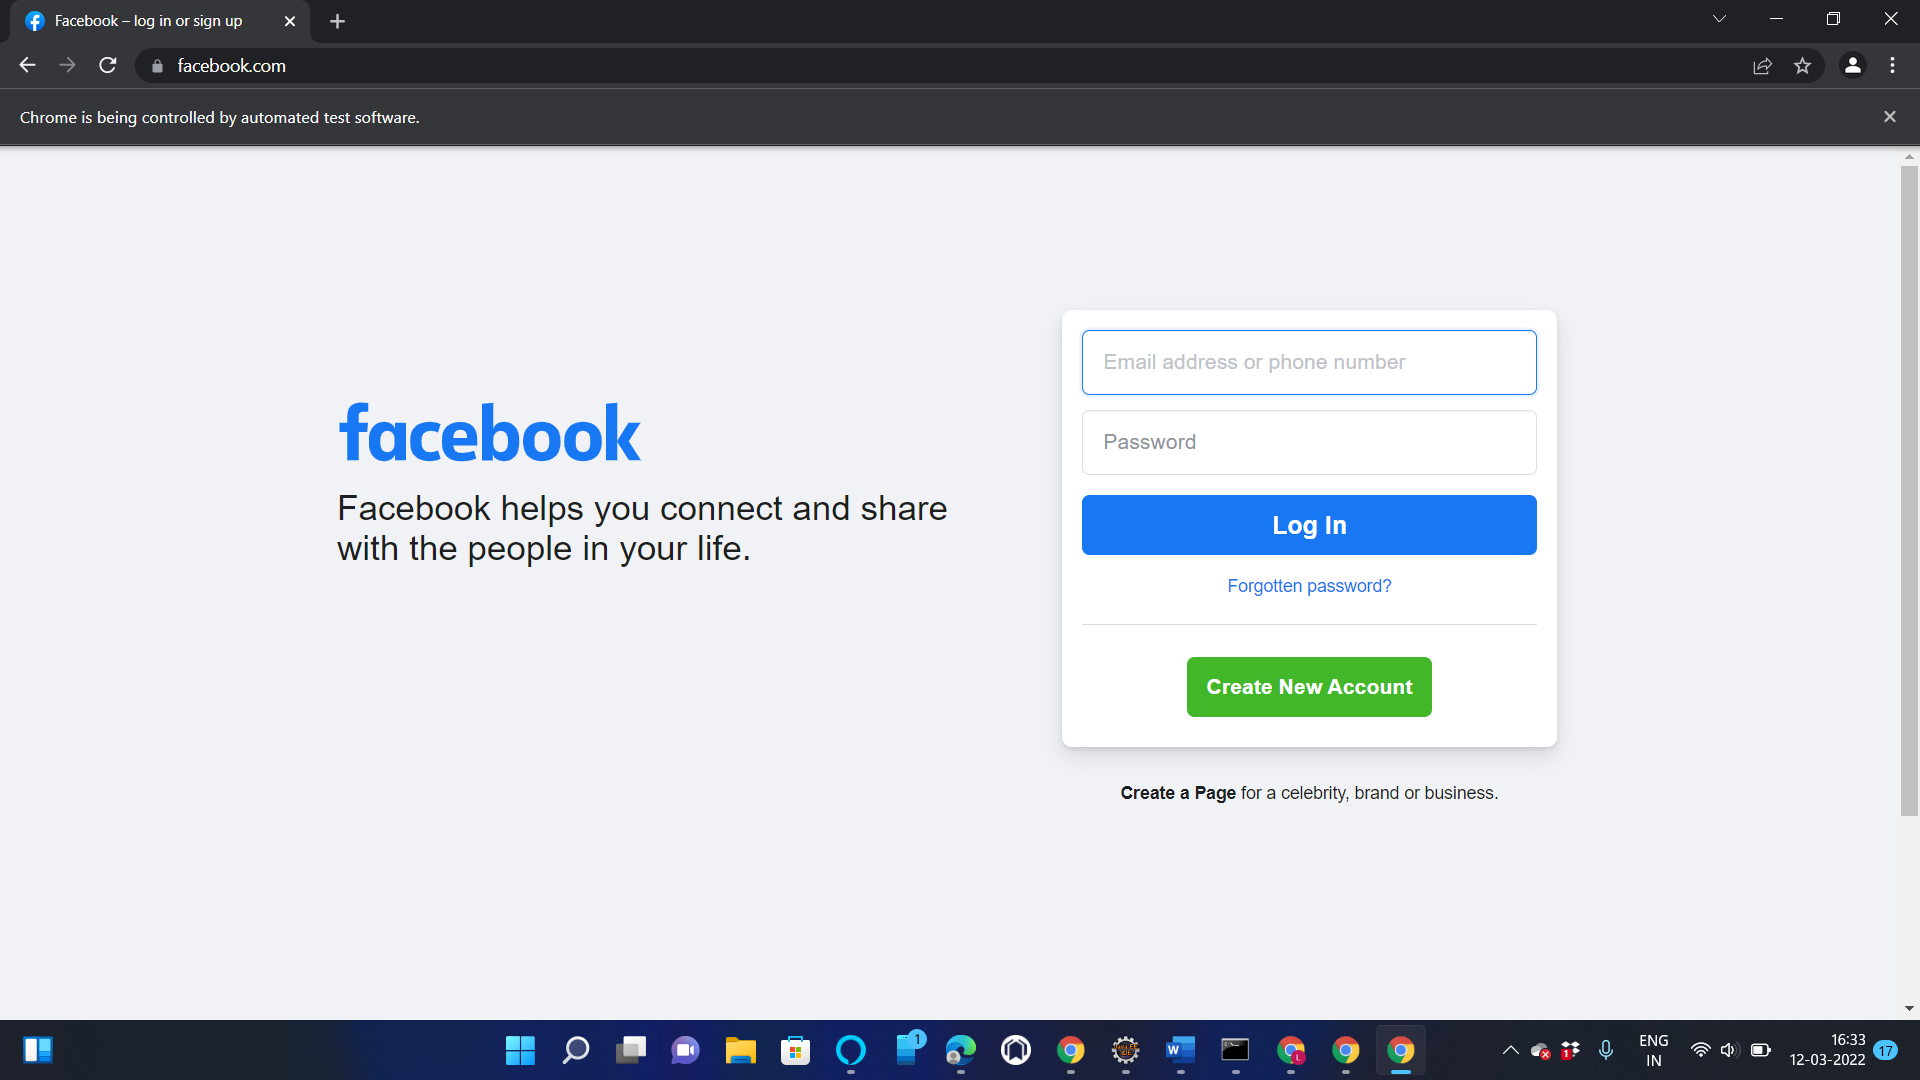 Facebook – log in or sign up
facebook.com
Chrome is being controlled by automated test software.
facebook
Facebook helps you connect and share
with the people in your life.
Email address or phone number
Password
Log In
Forgotten password?
Create New Account
Create a Page for a celebrity, brand or business.
1
W
L
1
ENG
IN
16:33
12-03-2022
17